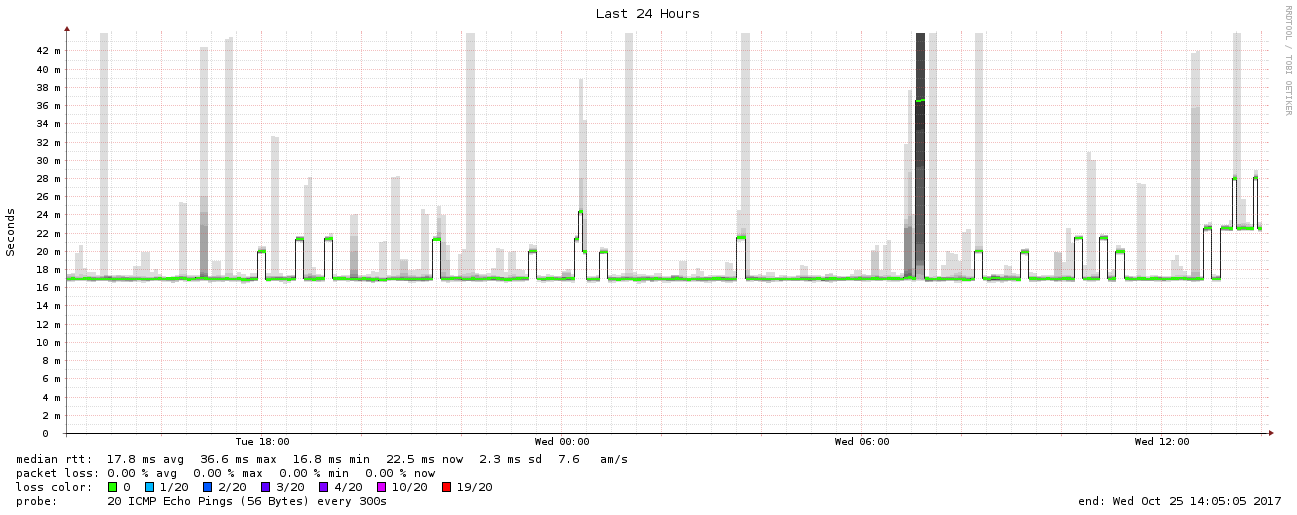 Last 24 Hours
RRDTOOL / TOBI OETIKER
Seconds
42 m
40 m
38 m
36 m
34 m
32 m
30 m
28 m
26 m
24 m
22 m
20 m
18 m
16 m
14 m
12 m
10 m
8 m
6 m
4 m
2 m
0
Tue 18:00 Wed 00:00 Wed 06:00 Wed 12:00
median rtt: 17.8 ms avg 36.6 ms max 16.8 ms min 22.5 ms now 2.3 ms sd 7.6 am/s
packet loss: 0.00 % avg 0.00 % max 0.00 % min 0.00 % now
loss color: 0 1/20 2/20 3/20 4/20 10/20 19/20
probe: 20 ICMP Echo Pings (56 Bytes) every 300s end: Wed Oct 25 14:05:05 2017